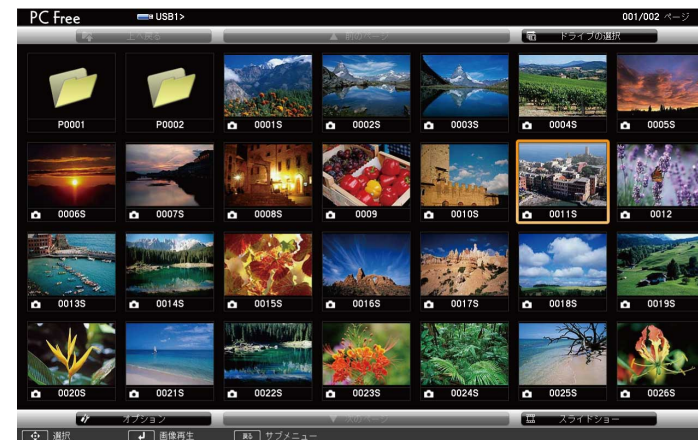 PC Free USB1> 001/002 ページ
上へ戻る ▲ 前のページ ドライブの選択
P0001 P0002 0001S 0002S 0003S 0004S 0005S
0006S 0007S 0008S 0009 0010S 0011S 0012
0013S 0014S 0015S 0016S 0017S 0018S 0019S
0020S 0021S 0022S 0023S 0024S 0025S 0026S
オプション ▼ 次のページ スライドショー
選択 画像再生 戻る サブメニュー